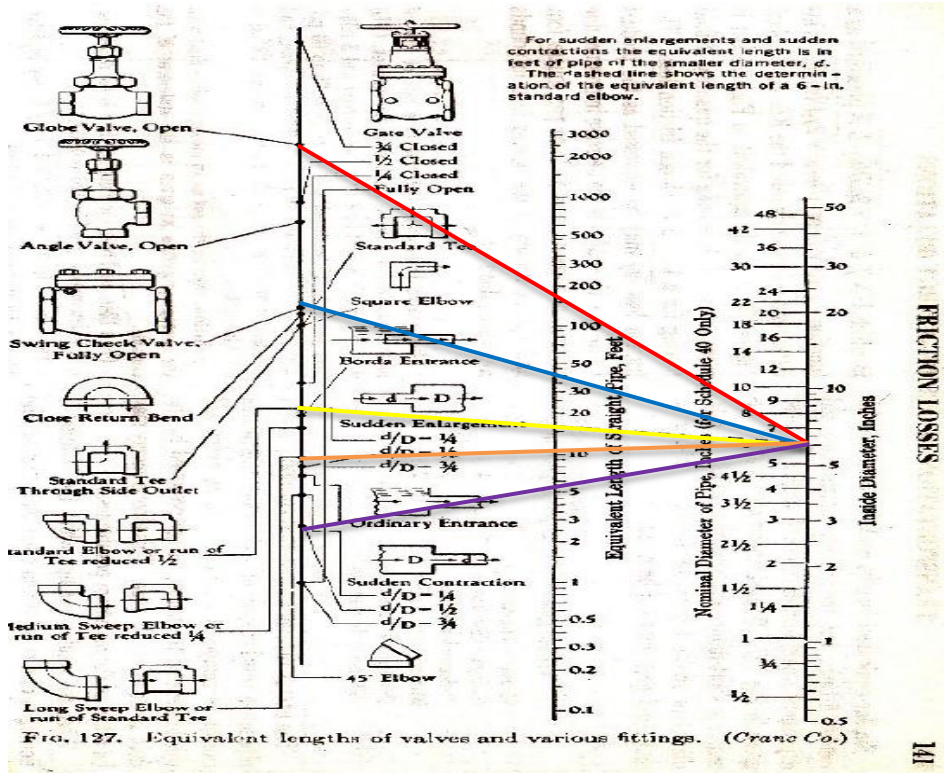 For sudden enlargements and sudden
contractions the equivalent length is in
feet of pipe of the smaller diameter, d.
The dashed line shows the determin-
ation of the equivalent length of a 6-in.
standard elbow.
Globe Valve, Open
Gate Valve
¾ Closed
½ Closed
¼ Closed
Fully Open
Angle Valve, Open
Standard Tee
Square Elbow
Swing Check Valve,
Fully Open
Borda Entrance
Close Return Bend
d
D
Sudden Enlargement
d/D-¼
d/D-½
d/D-¾
Standard Tee
Through Side Outlet
Ordinary Entrance
tandard Elbow or run of
Tee reduced ½
D
d
Sudden Contraction
d/D-¼
d/D-½
d/D-¾
Medium Sweep Elbow or
run of Tee reduced ¼
45° Elbow
Long Sweep Elbow or
run of Standard Tee
3000
2000
1000
500
300
200
100
50
30
20
10
5
3
2
1
0.5
0.3
0.2
0.1
Equivalent Length of Straight Pipe, Feet
Nominal Diameter of Pipe, Inches (for Schedule 40 Only)
48
42
36
30
24
22
20
18
16
14
12
10
9
8
7
5
4½
4
3½
3
2½
2
1½
1¼
1
¾
½
50
30
20
10
5
3
2
1
0.5
Inside Diameter, Inches
FRICTION LOSSES
141
FIG. 127. Equivalent lengths of valves and various fittings. (Crane Co.)